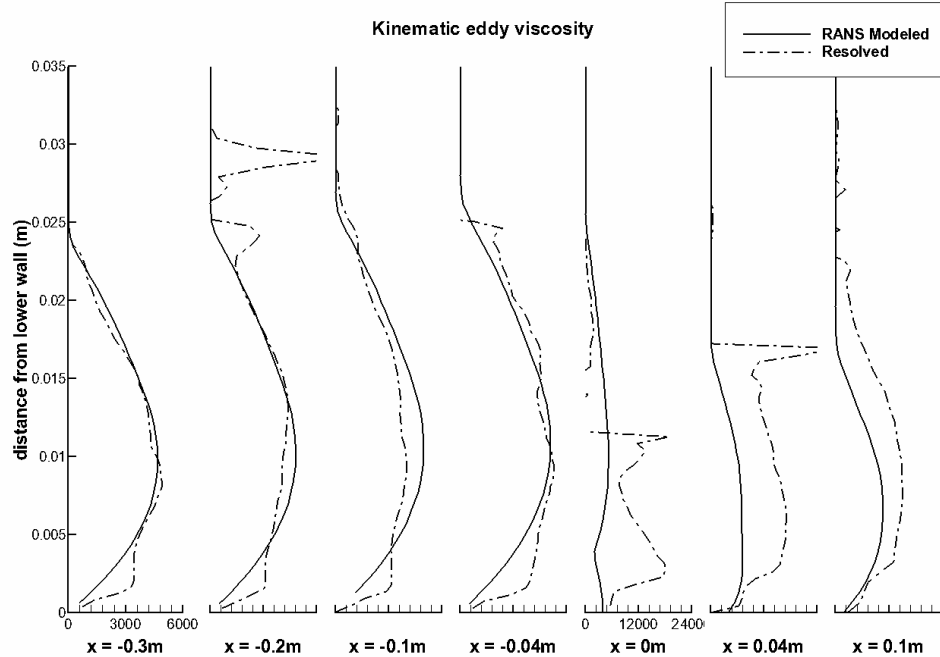 Kinematic eddy viscosity
RANS Modeled
Resolved
distance from lower wall (m)
0.035
0.03
0.025
0.02
0.015
0.01
0.005
0
0 3000 6000 0 12000 24000
x = -0.3m x = -0.2m x = -0.1m x = -0.04m x = 0m x = 0.04m x = 0.1m